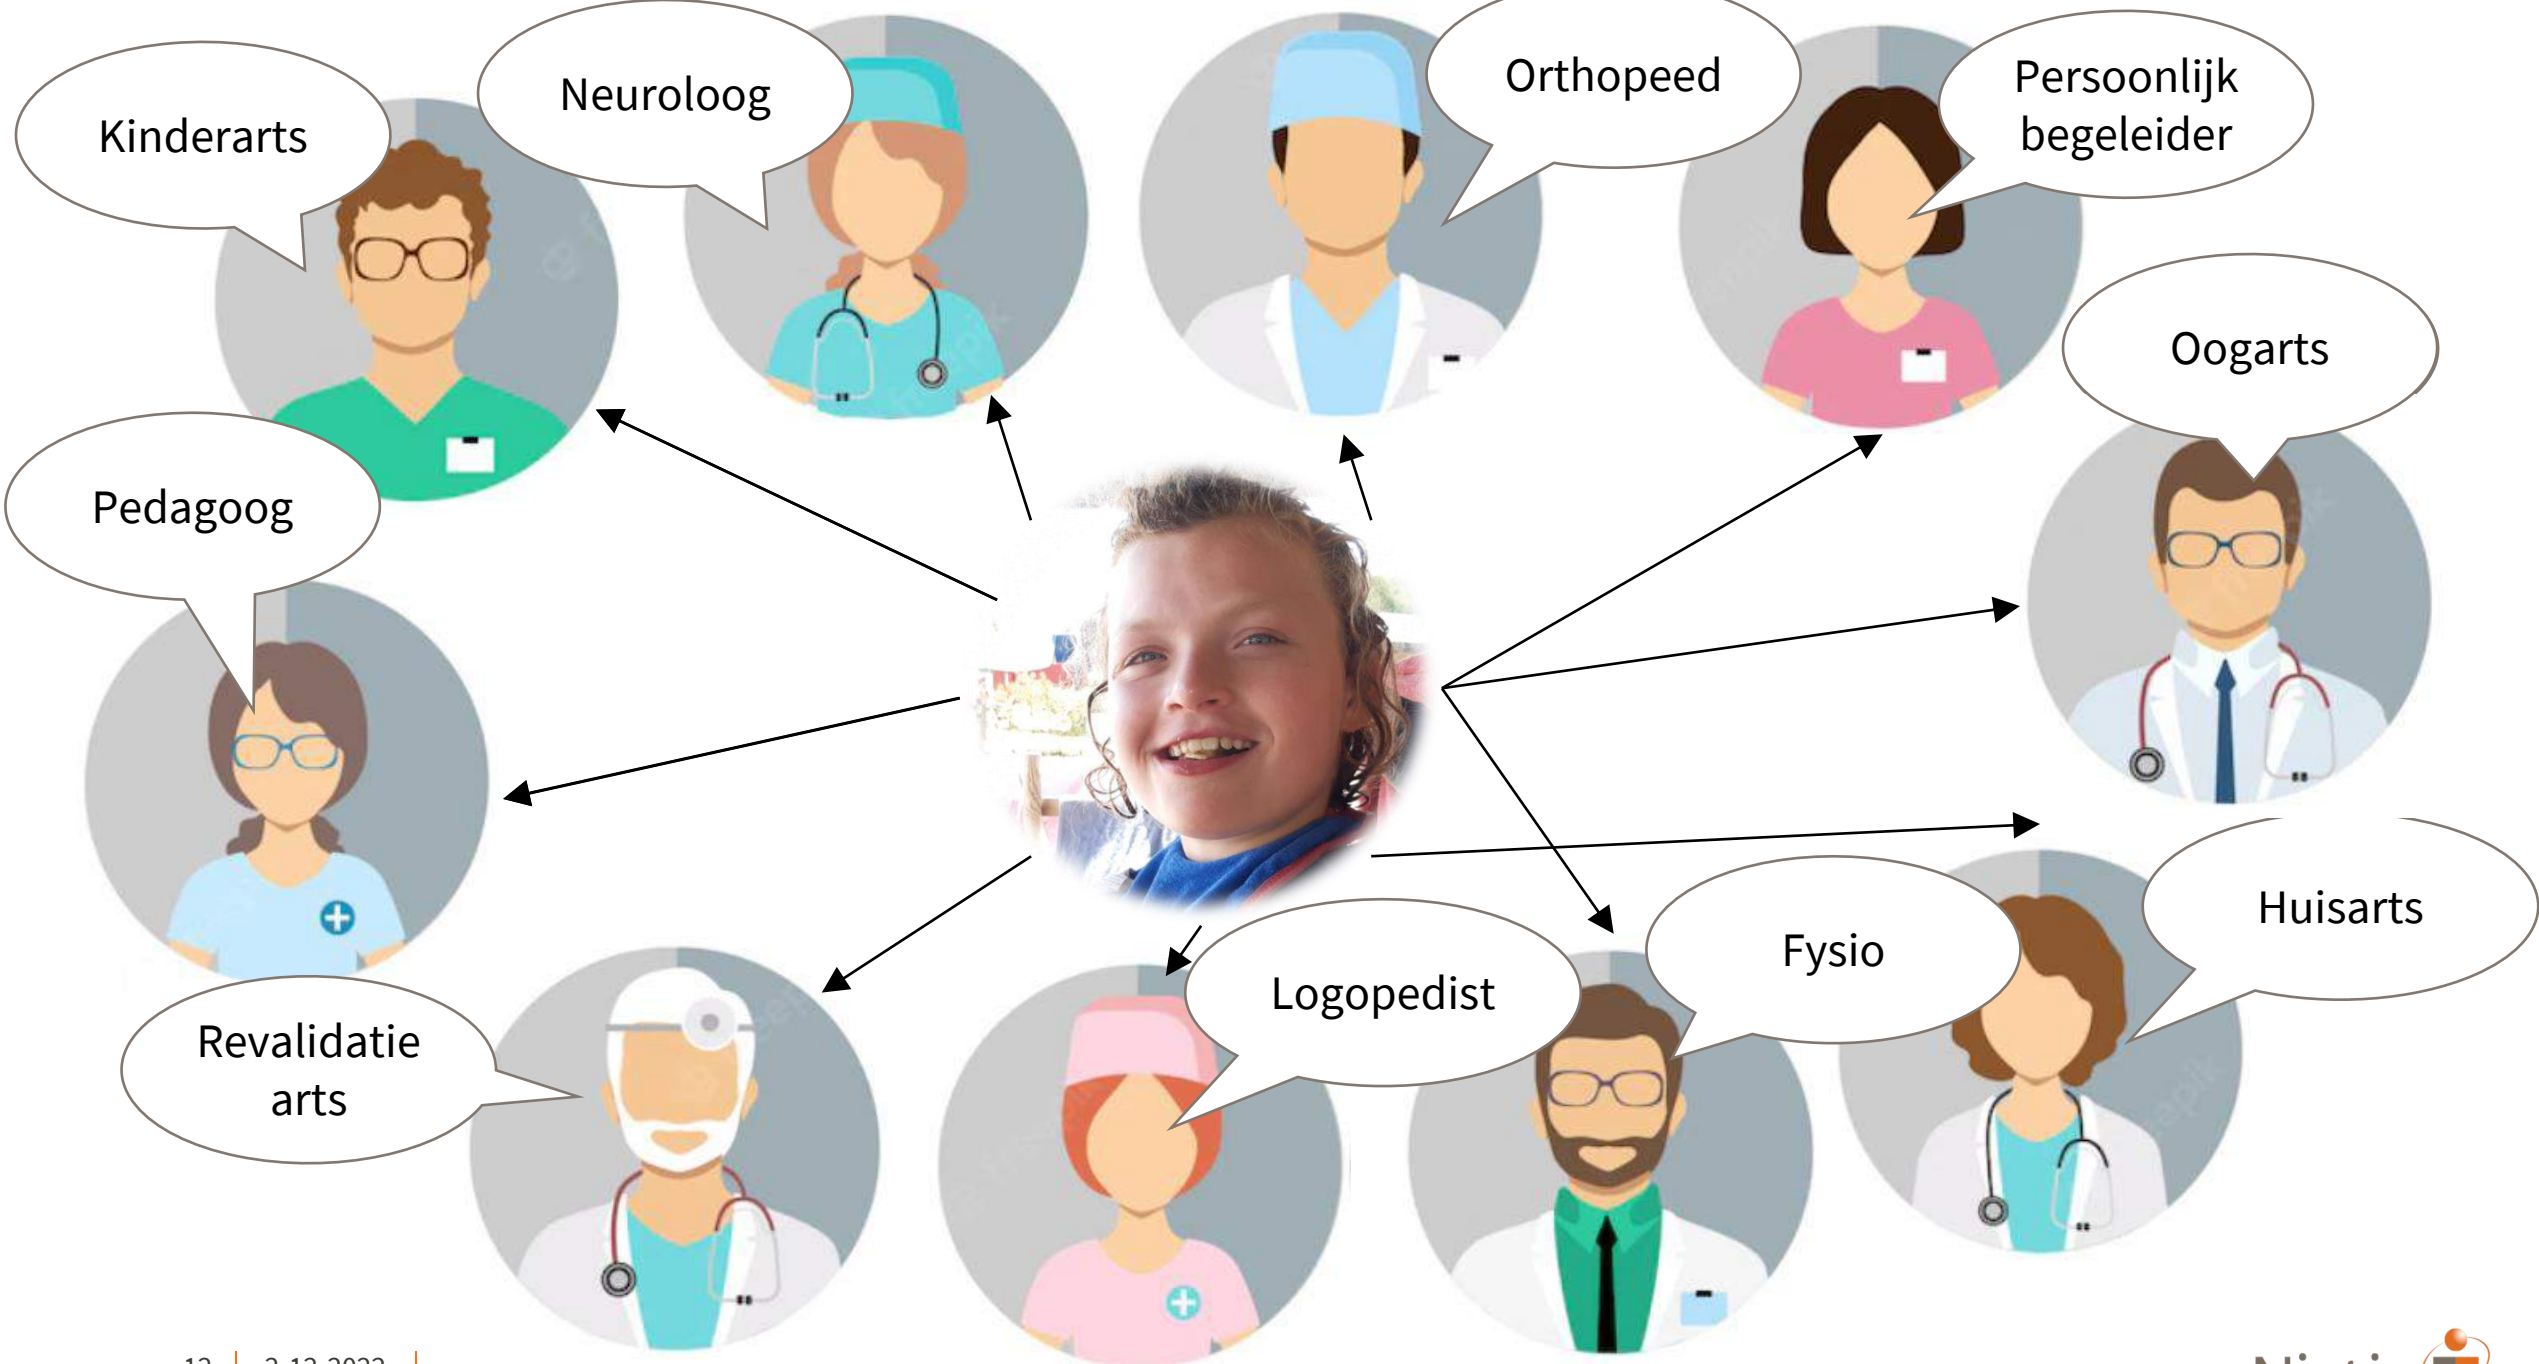 Kinderarts
Neuroloog
Orthopeed
Persoonlijk
begeleider
Oogarts
Pedagoog
Huisarts
Fysio
Logopedist
Revalidatie
arts